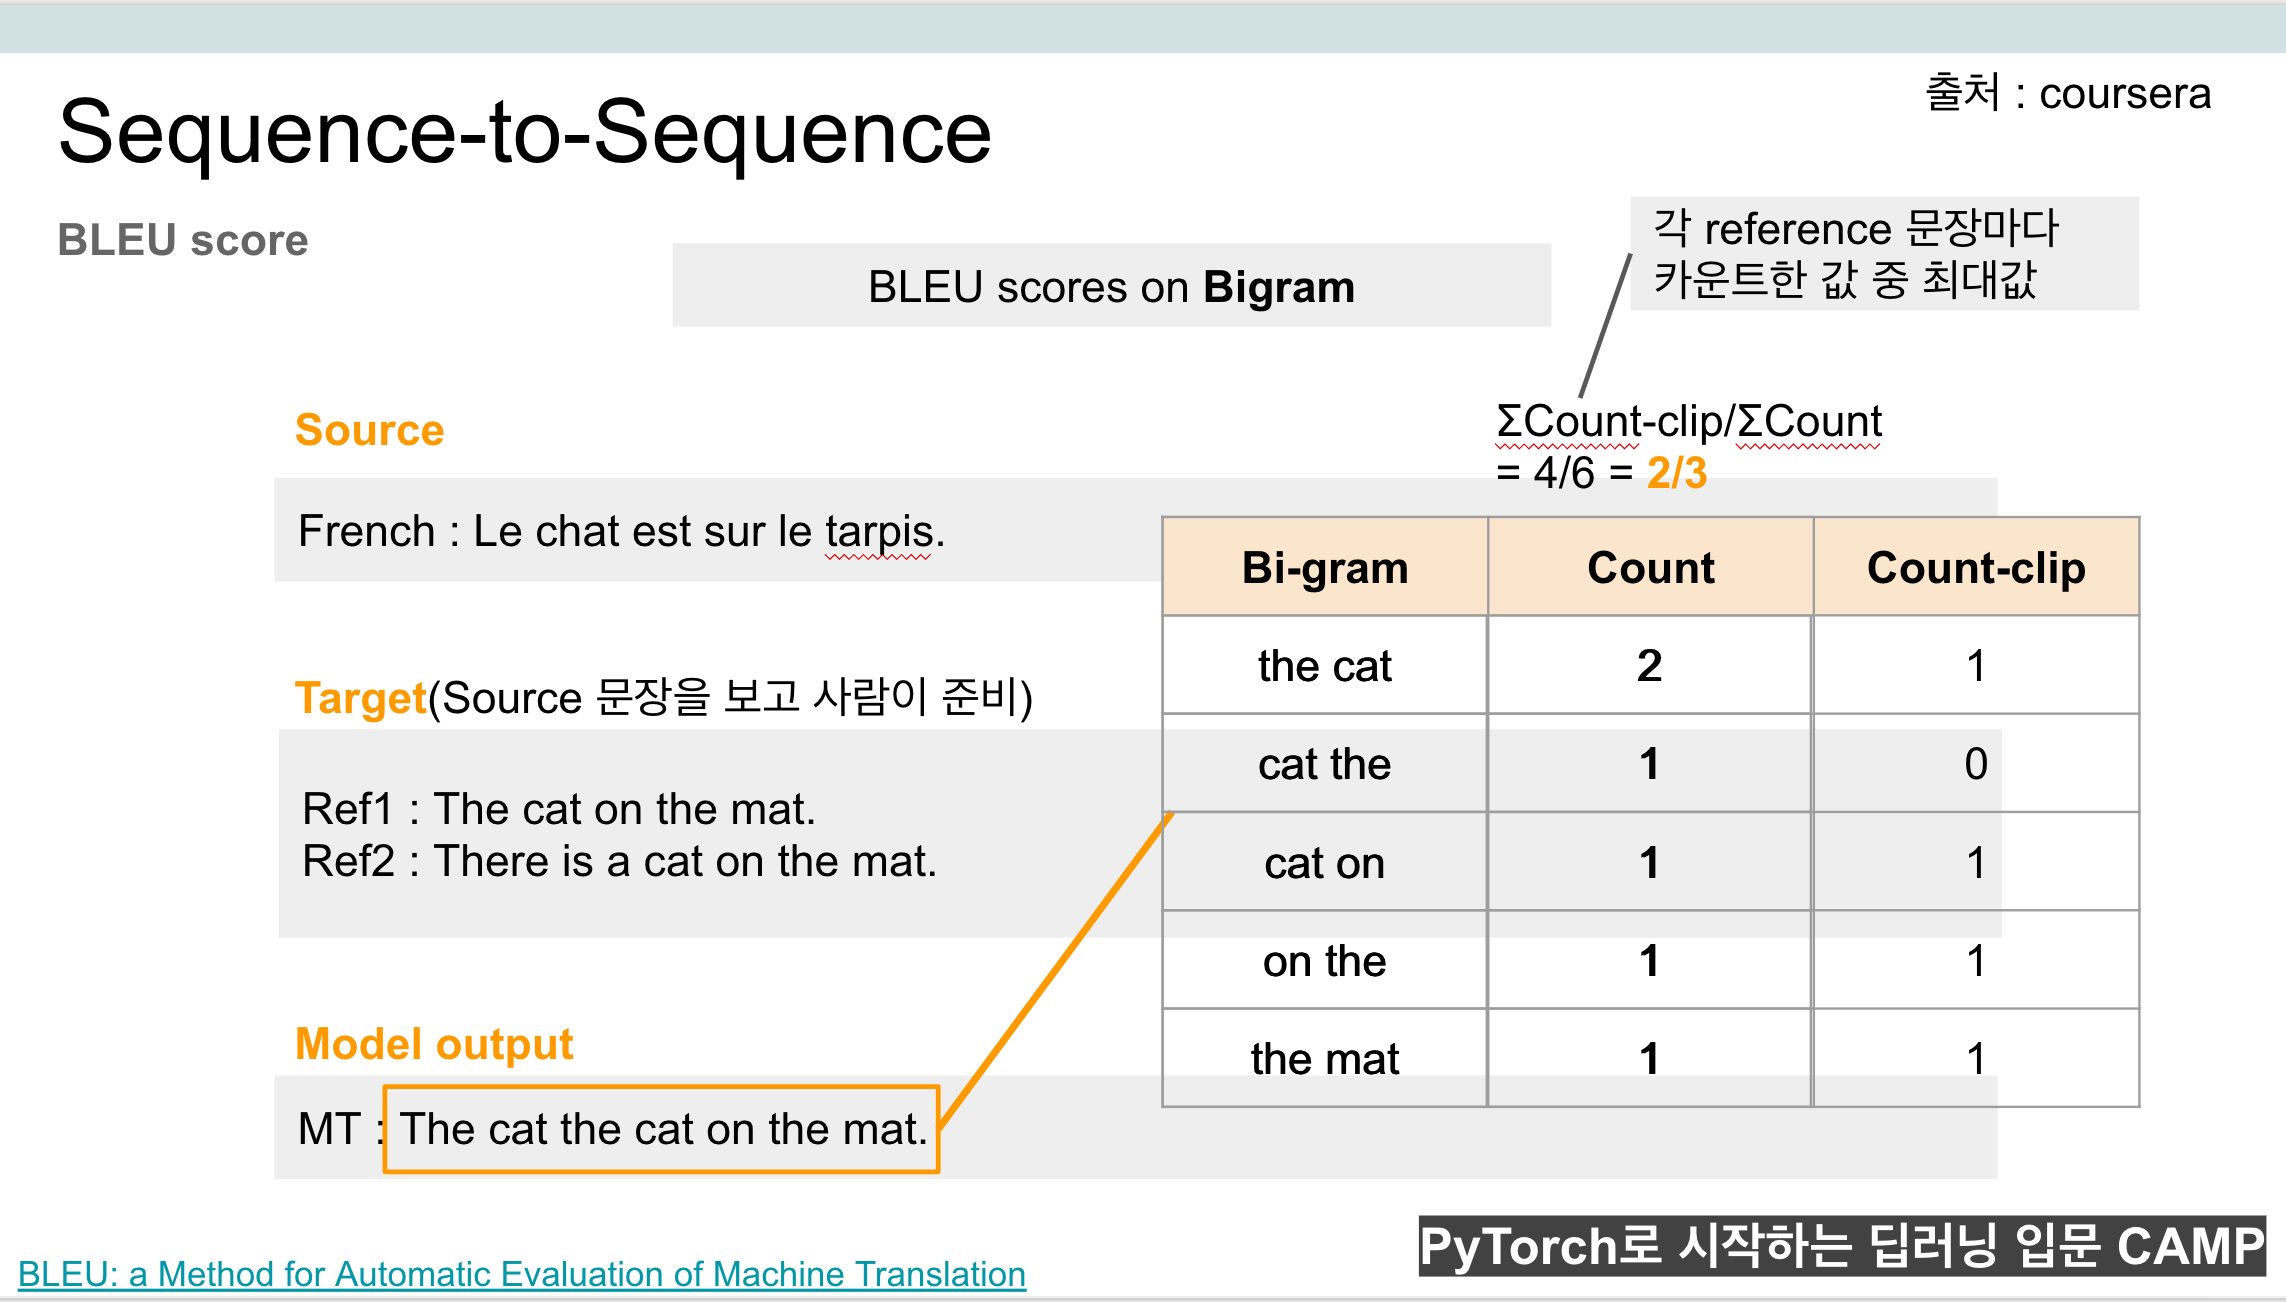 출처 : coursera
Sequence-to-Sequence
BLEU score
BLEU scores on Bigram
각 reference 문장마다
카운트한 값 중 최대값
ΣCount-clip/ΣCount
= 4/6 = 2/3
Source
French : Le chat est sur le tarpis.
Target(Source 문장을 보고 사람이 준비)
Ref1 : The cat on the mat.
Ref2 : There is a cat on the mat.
Model output
MT : The cat the cat on the mat.
Bi-gram Count Count-clip
the cat 2 1
cat the 1 0
cat on 1 1
on the 1 1
the mat 1 1
PyTorch로 시작하는 딥러닝 입문 CAMP
BLEU: a Method for Automatic Evaluation of Machine Translation